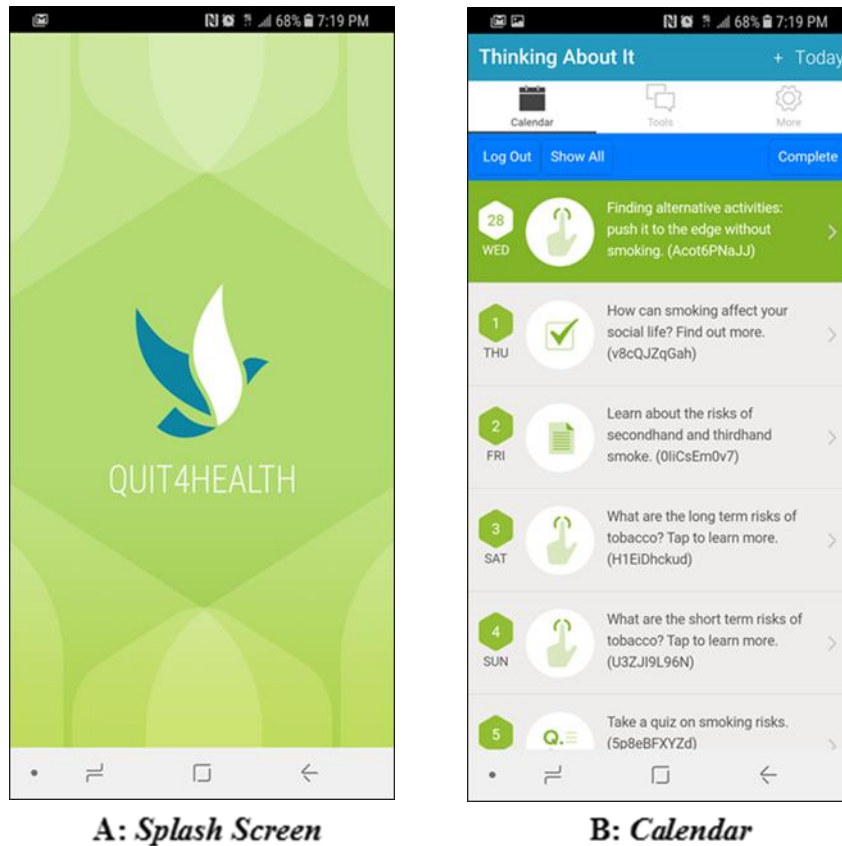 68% 7:19 PM
QUIT4HEALTH
A: Splash Screen
68% 7:19 PM
Thinking About It + Today
Calendar Tools More
Log Out Show All Complete
28
WED
Finding alternative activities:
push it to the edge without
smoking. (Acot6PNaJJ)
1
THU
How can smoking affect your
social life? Find out more.
(v8cQJZqGah)
2
FRI
Learn about the risks of
secondhand and thirdhand
smoke. (0IiCsEm0v7)
3
SAT
What are the long term risks of
tobacco? Tap to learn more.
(H1EiDhckud)
4
SUN
What are the short term risks of
tobacco? Tap to learn more.
(U3ZJI9L96N)
5
Q.
Take a quiz on smoking risks.
(5p8eBFXYZd)
B: Calendar